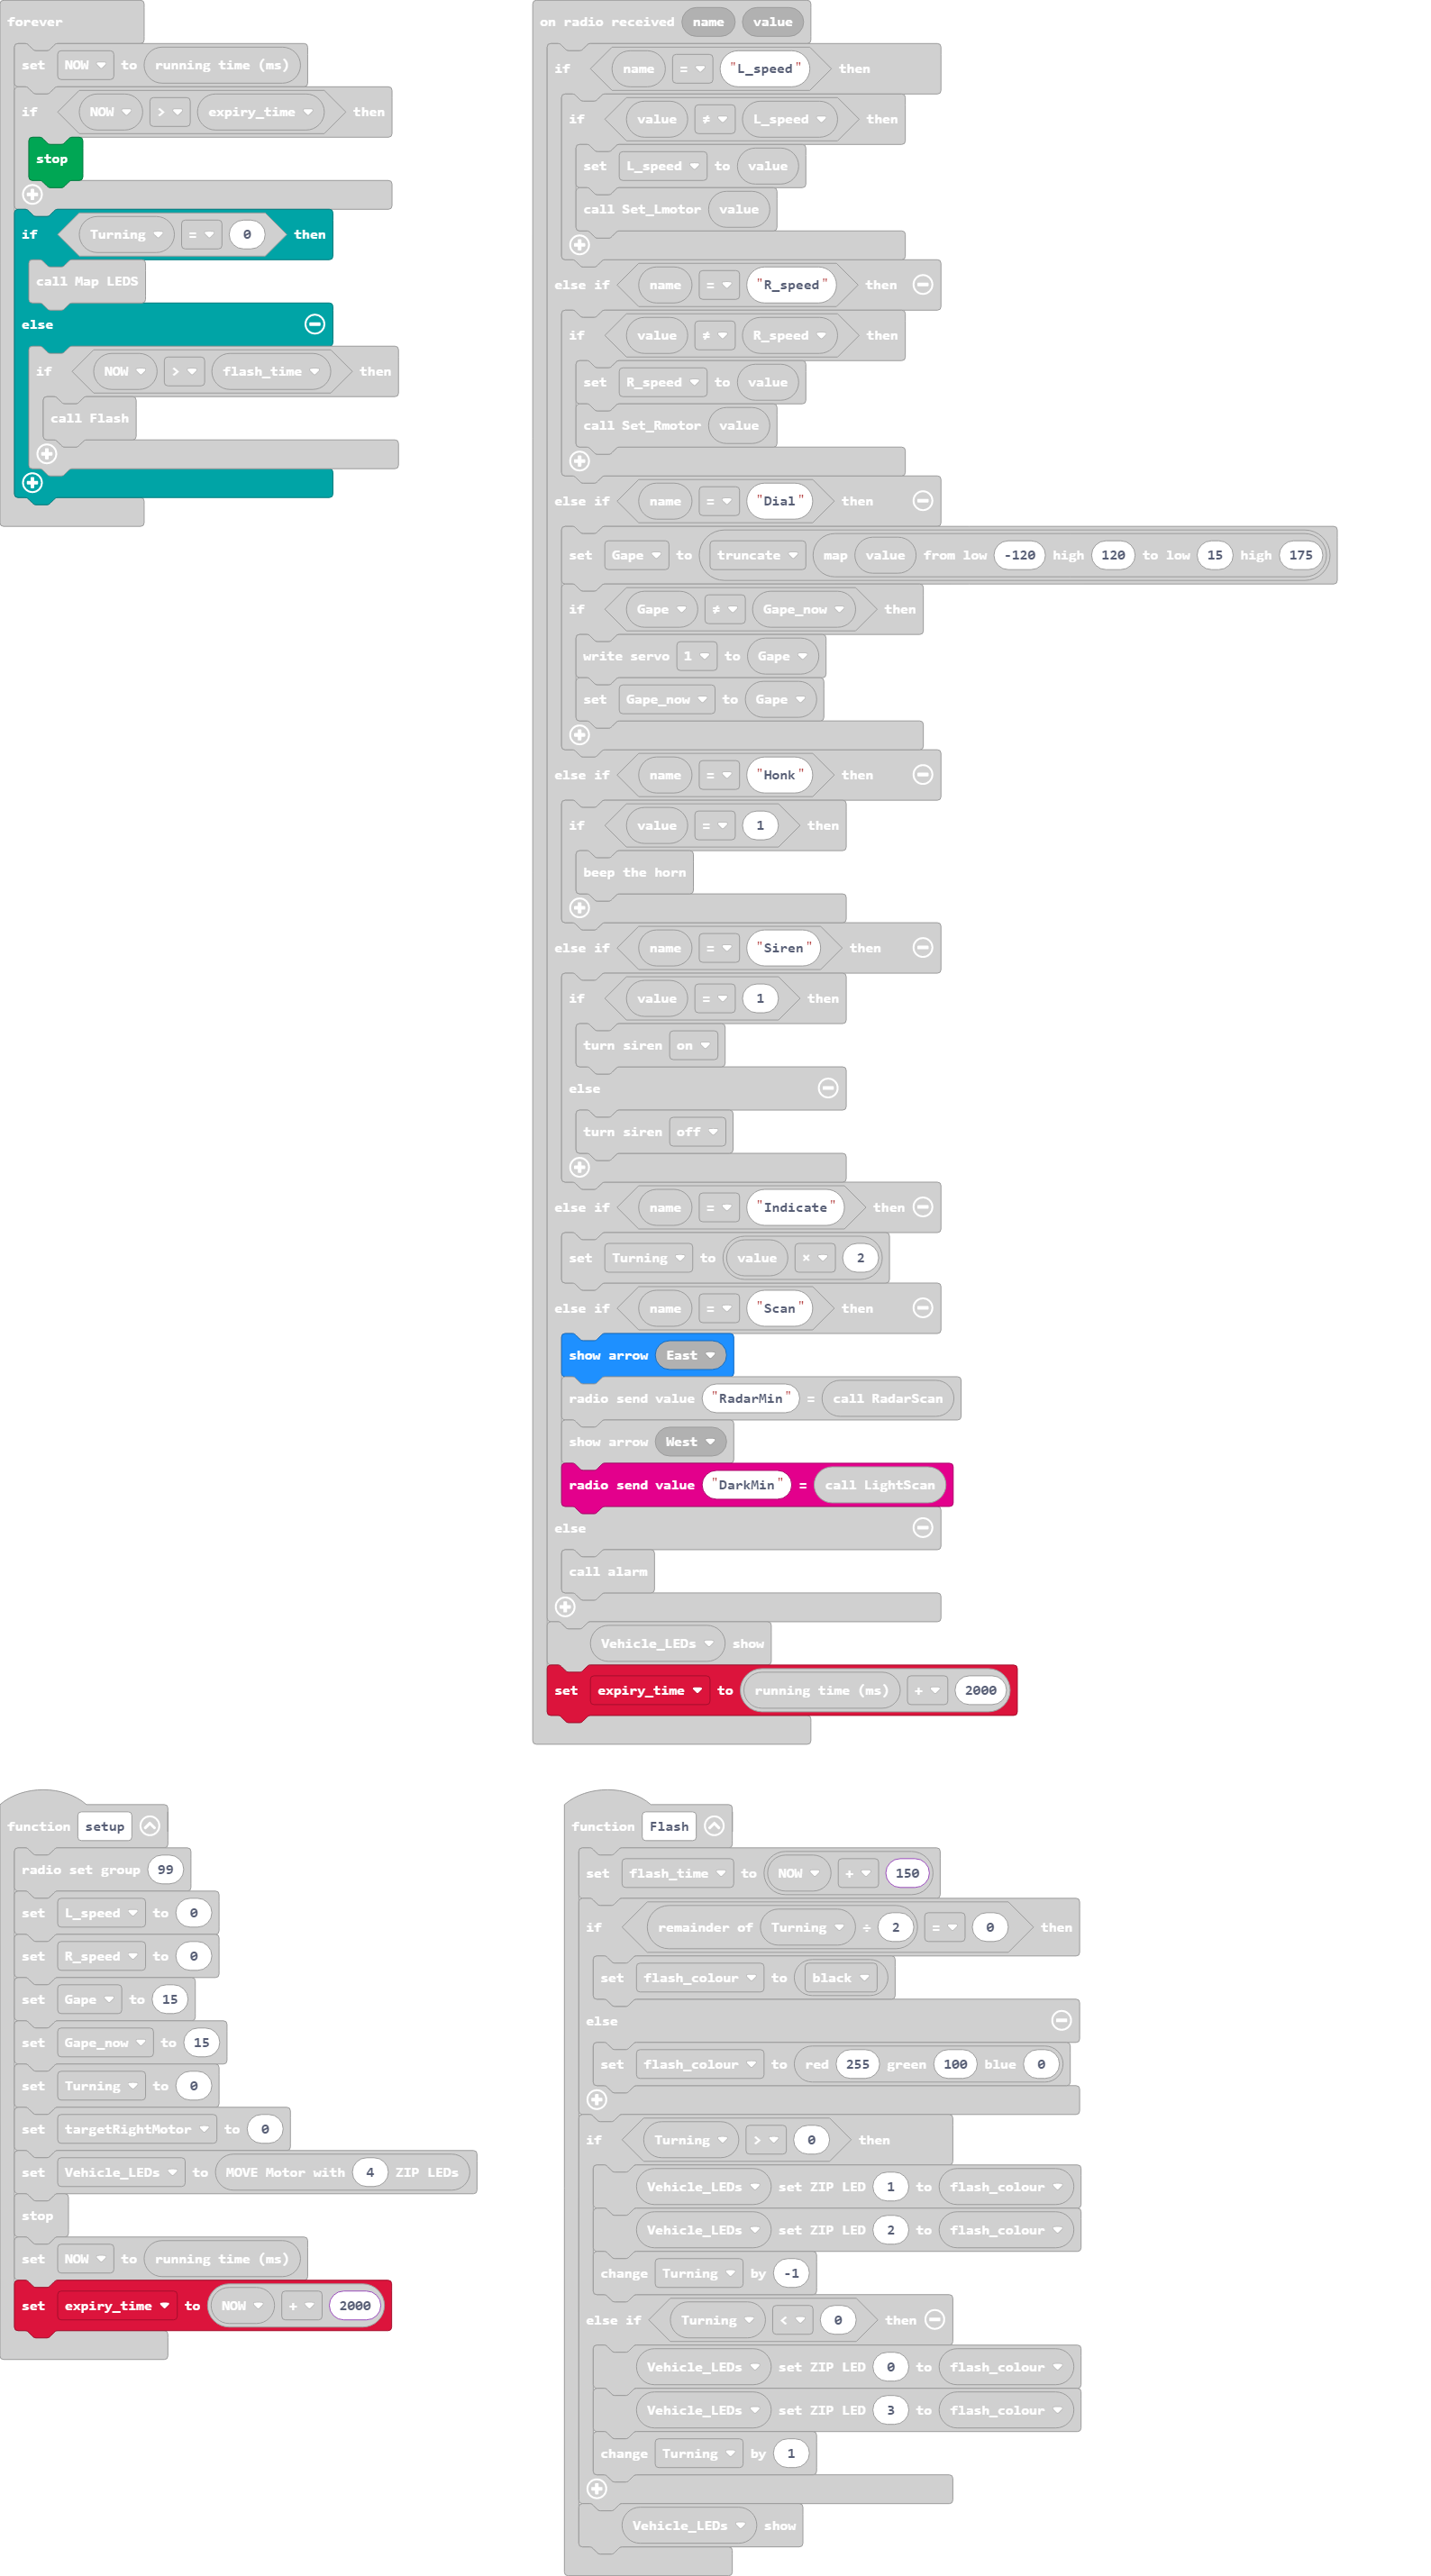 forever
set NOW to running time (ms)
if NOW > expiry_time then
stop
if Turning = 0 then
call Map LEDS
else
if NOW > flash_time then
call Flash
on radio received name value
if name = "L_speed" then
if value ≠ L_speed then
set L_speed to value
call Set_Lmotor value
else if name = "R_speed" then
if value ≠ R_speed then
set R_speed to value
call Set_Rmotor value
else if name = "Dial" then
set Gape to truncate map value from low -120 high 120 to low 15 high 175
if Gape ≠ Gape_now then
write servo 1 to Gape
set Gape_now to Gape
else if name = "Honk" then
if value = 1 then
beep the horn
else if name = "Siren" then
if value = 1 then
turn siren on
else
turn siren off
else if name = "Indicate" then
set Turning to value × 2
else if name = "Scan" then
show arrow East
radio send value "RadarMin" = call RadarScan
show arrow West
radio send value "DarkMin" = call LightScan
else
call alarm
Vehicle_LEDs show
set expiry_time to running time (ms) + 2000
function setup
radio set group 99
set L_speed to 0
set R_speed to 0
set Gape to 15
set Gape_now to 15
set Turning to 0
set targetRightMotor to 0
set Vehicle_LEDs to MOVE Motor with 4 ZIP LEDs
stop
set NOW to running time (ms)
set expiry_time to NOW + 2000
function Flash
set flash_time to NOW + 150
if remainder of Turning ÷ 2 = 0 then
set flash_colour to black
else
set flash_colour to red 255 green 100 blue 0
if Turning > 0 then
Vehicle_LEDs set ZIP LED 1 to flash_colour
Vehicle_LEDs set ZIP LED 2 to flash_colour
change Turning by -1
else if Turning < 0 then
Vehicle_LEDs set ZIP LED 0 to flash_colour
Vehicle_LEDs set ZIP LED 3 to flash_colour
change Turning by 1
Vehicle_LEDs show